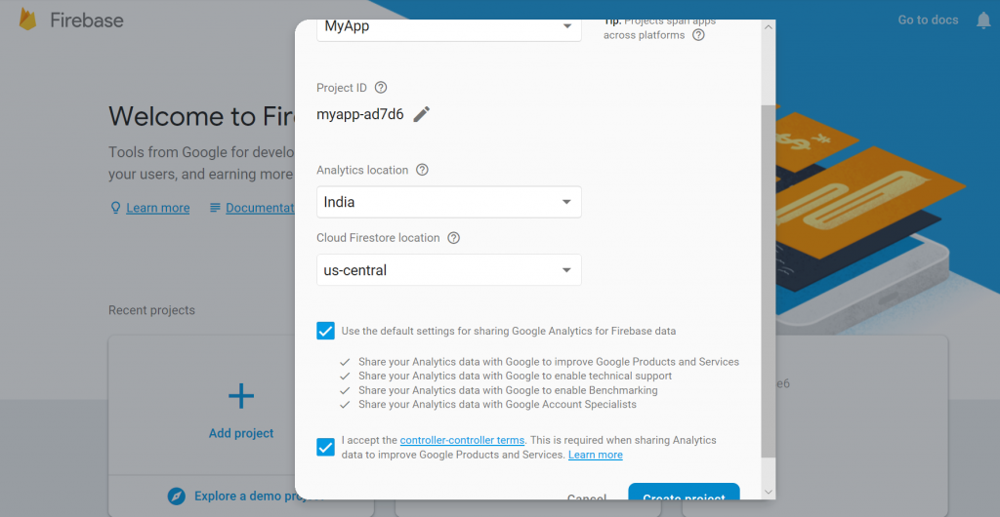 Firebase
Go to docs
MyApp
Tip: Projects span apps
across platforms
Project ID
myapp-ad7d6
Welcome to Fir
Tools from Google for develo
your users, and earning more
Learn more
Documentat
Analytics location
India
Cloud Firestore location
us-central
Recent projects
Add project
Explore a demo proje
e6
Use the default settings for sharing Google Analytics for Firebase data
Share your Analytics data with Google to improve Google Products and Services
Share your Analytics data with Google to enable technical support
Share your Analytics data with Google to enable Benchmarking
Share your Analytics data with Google Account Specialists
I accept the controller-controller terms. This is required when sharing Analytics
data to improve Google Products and Services. Learn more
Cancel
Create project